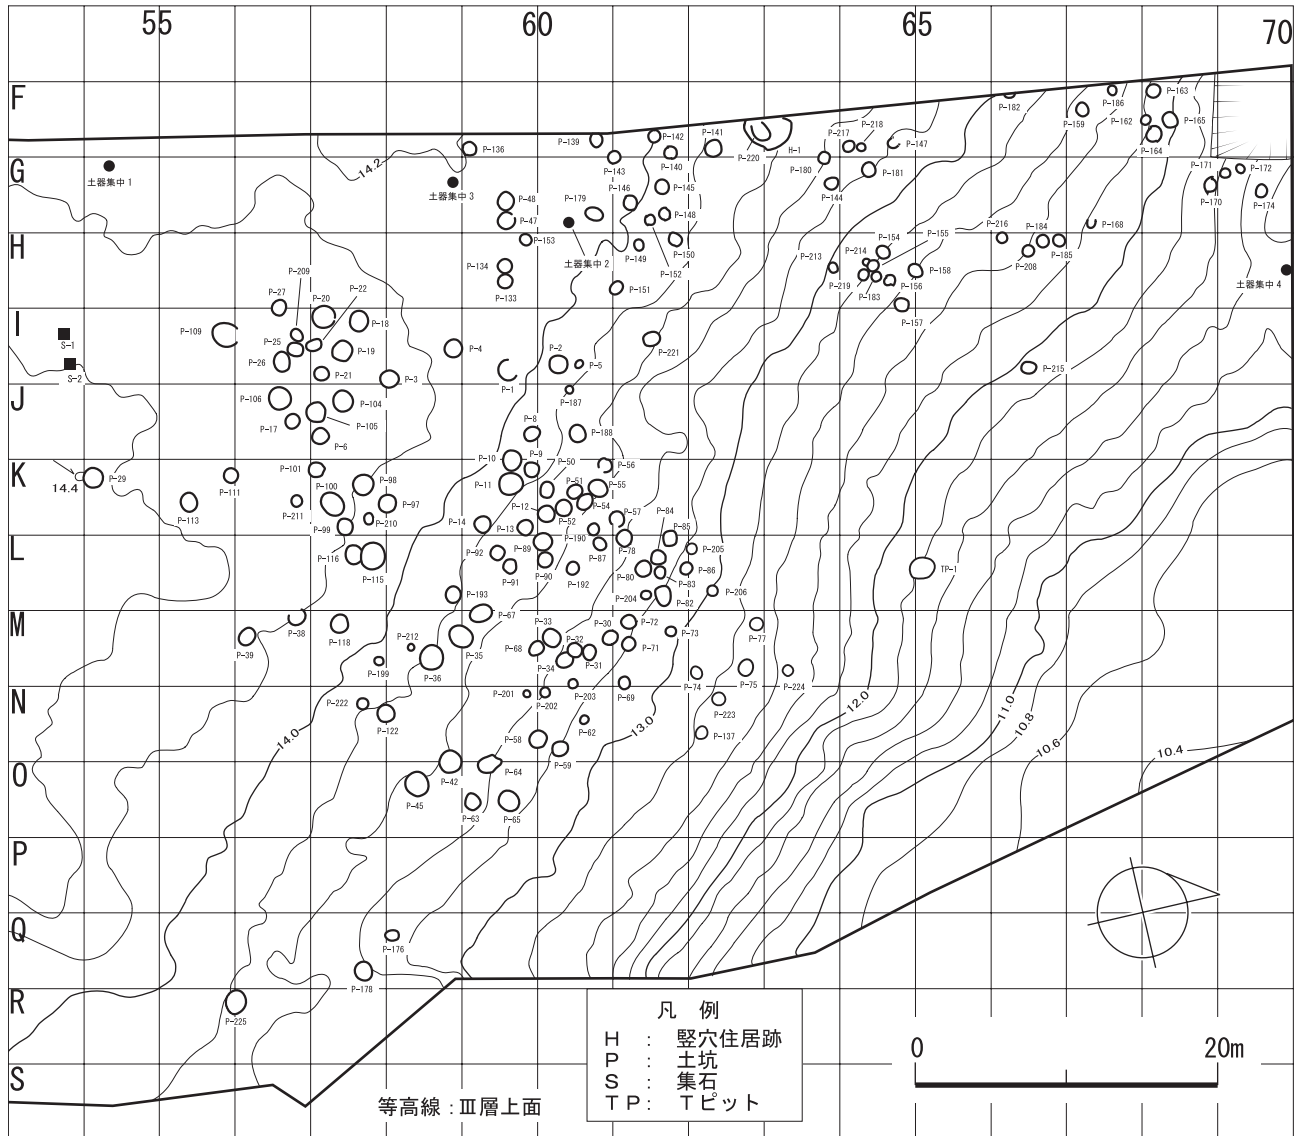 55 60 65 70
F
G
H
I
J
K
L
M
N
O
P
Q
R
S
P-182 P-186 P-163
P-159 P-162 P-165
P-164
P-139 P-142 P-141 P-217 P-218
P-136 P-220 H-1 P-147
P-143 P-140 P-180 P-181
14.2
土器集中 1 土器集中 3 P-146 P-145 P-144 P-171 P-172
P-170 P-174
P-48 P-179
P-47 P-148 P-168
P-153 P-149 P-150 P-154 P-155 P-216 P-184
P-134 土器集中 2 P-152 P-213 P-214 P-158 P-208 P-185
P-133 P-151 P-219 P-183 P-156 土器集中 4
P-209
P-27 P-20 P-22 P-157
P-109 P-25 P-18
S-1 P-26 P-19 P-4 P-2 P-221
S-2 P-21 P-3 P-1 P-5 P-215
P-106 P-104 P-187
P-17 P-105 P-8
P-6 P-188
P-10 P-9 P-50 P-56
P-29 P-111 P-101 P-98 P-11 P-51 P-55
14.4
P-113 P-211 P-100 P-97 P-12 P-54 P-57 P-84
P-99 P-210 P-14 P-13 P-52 P-85
P-116 P-92 P-89 P-190 P-87 P-78 P-205
P-115 P-91 P-90 P-192 P-80 P-83 P-86 TP-1
P-193 P-204 P-82 P-206
P-67
P-38 P-118 P-33 P-30 P-72 P-73 P-77
P-39 P-212 P-35 P-68 P-32 P-71
P-199 P-36 P-34 P-31 P-74 P-75 P-224
P-222 P-201 P-202 P-203 P-69 P-223
P-122 P-62 P-137
14.0 13.0 12.0 11.0
P-58 P-59 10.8
P-42 P-64 10.6 10.4
P-45 P-63 P-65
P-176
P-178
P-225
凡 例
H : 竪穴住居跡
P : 土坑
S : 集石
TP: Tピット
等高線:Ⅲ層上面
0 20m